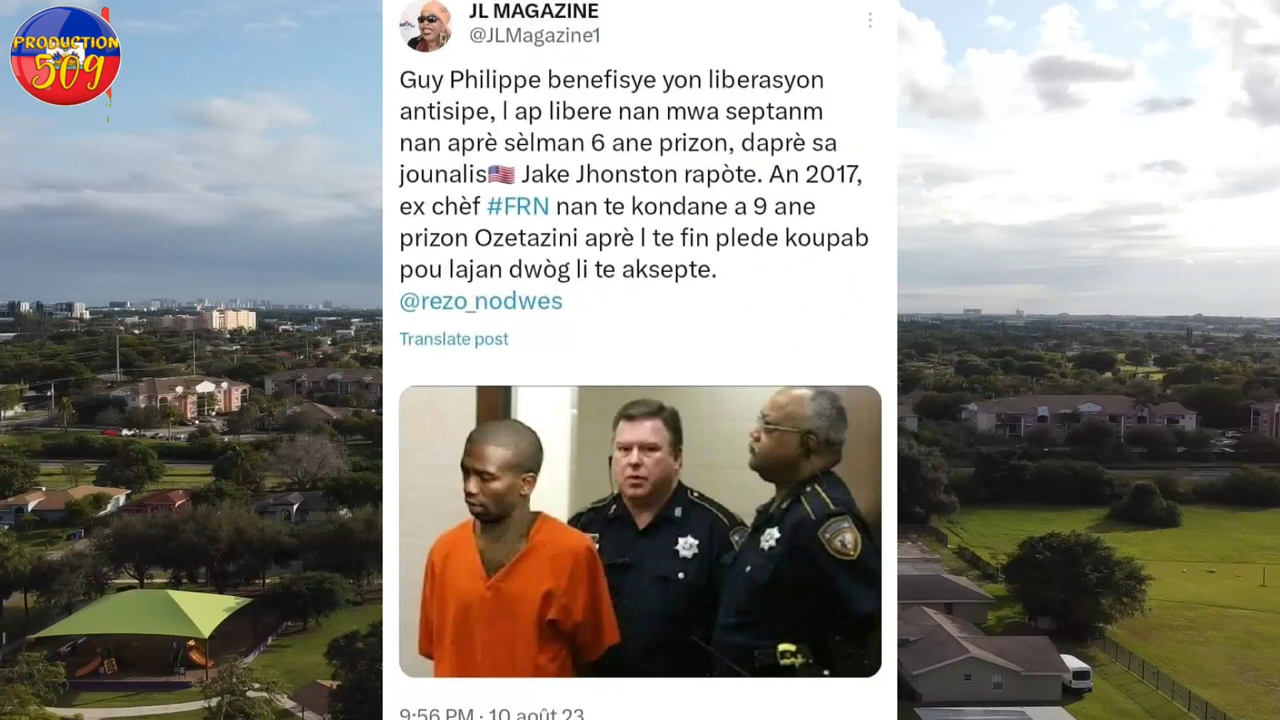 PRODUCTION
509
JL MAGAZINE
@JLMagazine1
Guy Philippe benefisye yon liberasyon
antisipe, l ap libere nan mwa septanm
nan aprè sèlman 6 ane prizon, daprè sa
jounalis🇺🇸 Jake Jhonston rapòte. An 2017,
ex chèf #FRN nan te kondane a 9 ane
prizon Ozetazini aprè l te fin plede koupab
pou lajan dwòg li te aksepte.
@rezo_nodwes
Translate post
9:56 PM · 10 août 23